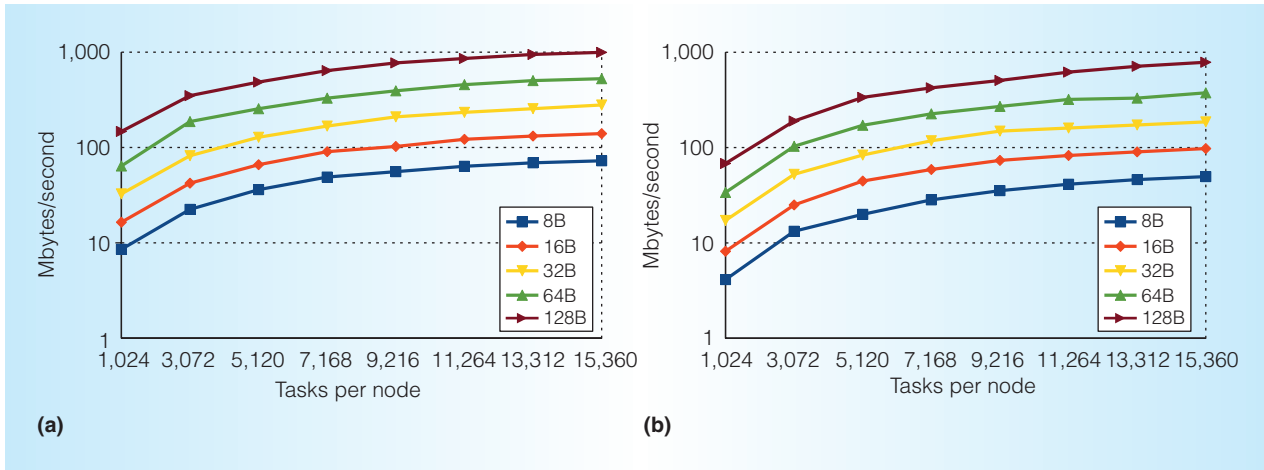 1,000
100
10
1
Mbytes/second
8B
16B
32B
64B
128B
1,024 3,072 5,120 7,168 9,216 11,264 13,312 15,360
Tasks per node
(a)
1,000
100
10
1
Mbytes/second
8B
16B
32B
64B
128B
1,024 3,072 5,120 7,168 9,216 11,264 13,312 15,360
Tasks per node
(b)